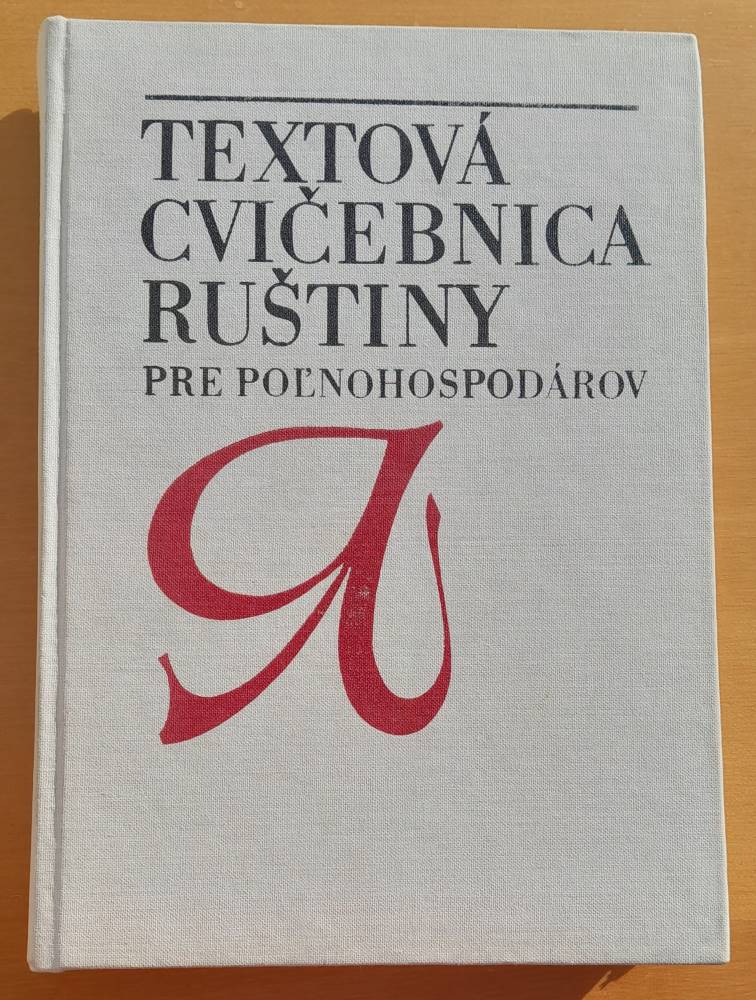 TEXTOVÁ
CVIČEBNICA
RUŠTINY
PRE POĽNOHOSPODÁROV
Я